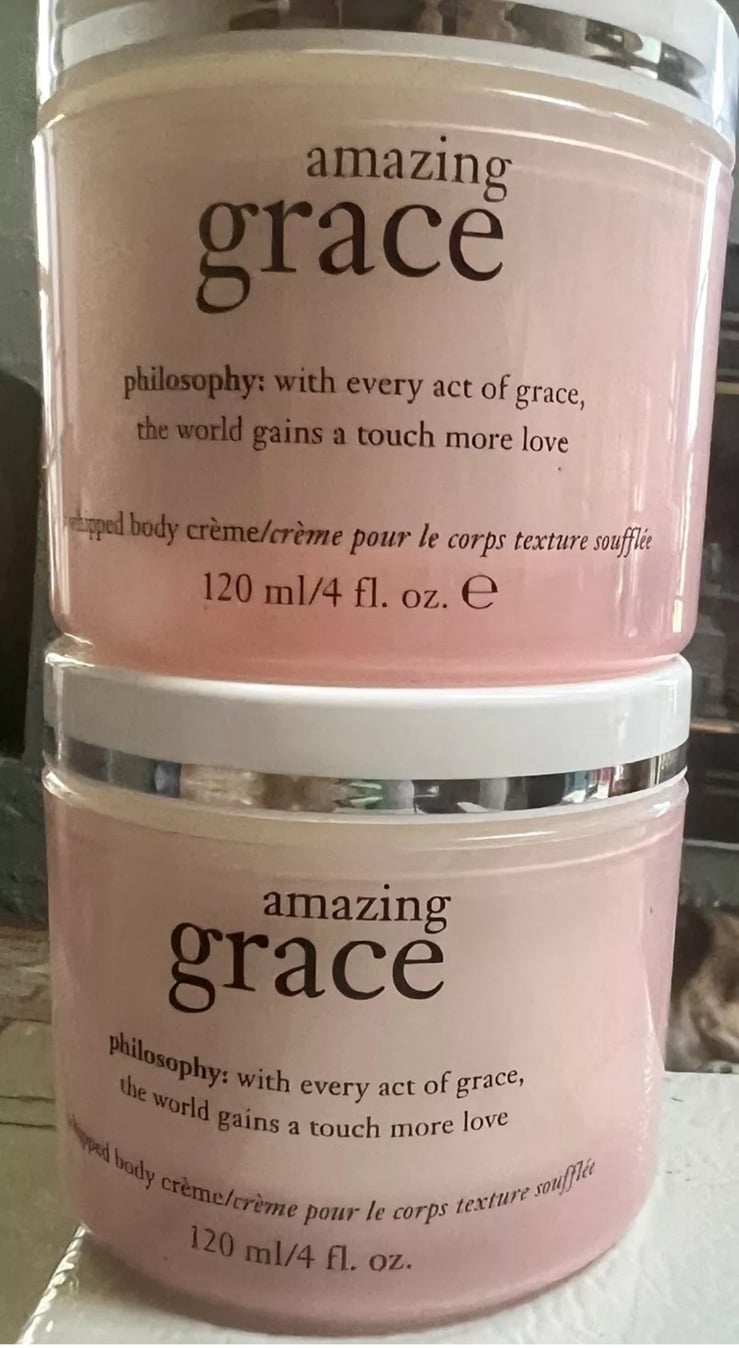 amazing
grace
philosophy: with every act of grace,
the world gains a touch more love
whipped body crème/crème pour le corps texture soufflée
120 ml/4 fl. oz. ℮
amazing
grace
philosophy: with every act of grace,
the world gains a touch more love
whipped body crème/crème pour le corps texture soufflée
120 ml/4 fl. oz.